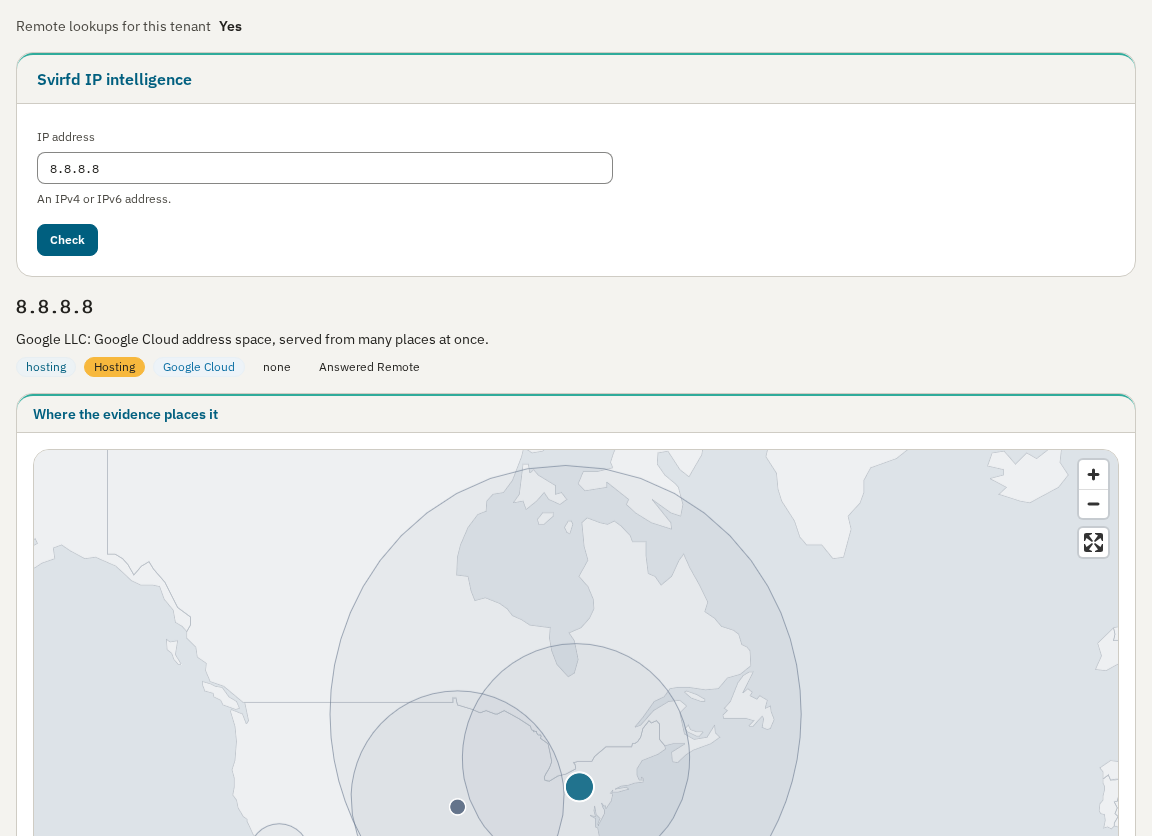 Remote lookups for this tenant Yes
Svirfd IP intelligence
IP address
8.8.8.8
An IPv4 or IPv6 address.
Check
8.8.8.8
Google LLC: Google Cloud address space, served from many places at once.
hosting Hosting Google Cloud none Answered Remote
Where the evidence places it